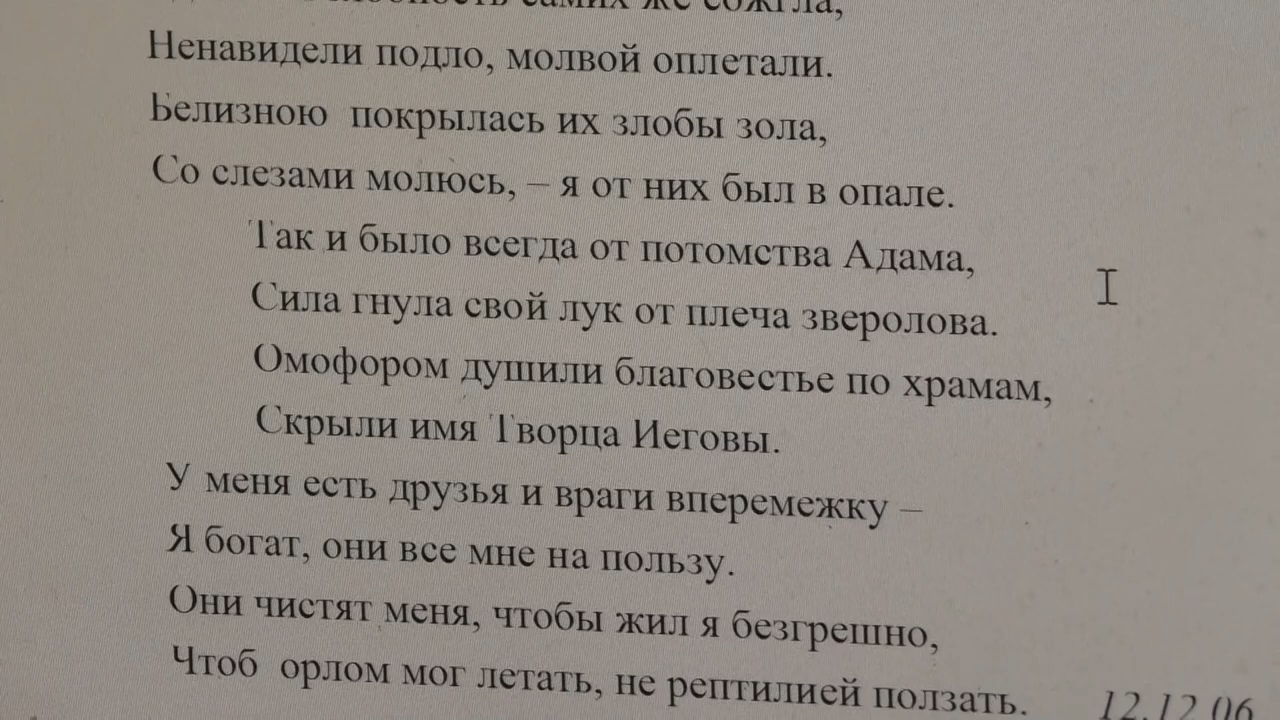 самих же сожгла,
Ненавидели подло, молвой оплетали.
Белизною покрылась их злобы зола,
Со слезами молюсь, – я от них был в опале.
Так и было всегда от потомства Адама,
Сила гнула свой лук от плеча зверолова.
Омофором душили благовестье по храмам,
Скрыли имя Творца Иеговы.
У меня есть друзья и враги вперемежку –
Я богат, они все мне на пользу.
Они чистят меня, чтобы жил я безгрешно,
Чтоб орлом мог летать, не рептилией ползать. 12.12.06